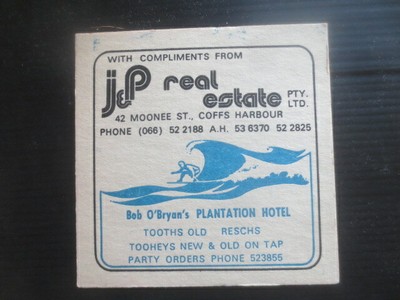 WITH COMPLIMENTS FROM
j&P real estate PTY. LTD.
42 MOONEE ST., COFFS HARBOUR
PHONE (066) 52 2188 A.H. 53 6370 52 2825
Bob O'Bryan's PLANTATION HOTEL
TOOTHS OLD RESCHS
TOOHEYS NEW & OLD ON TAP
PARTY ORDERS PHONE 523855